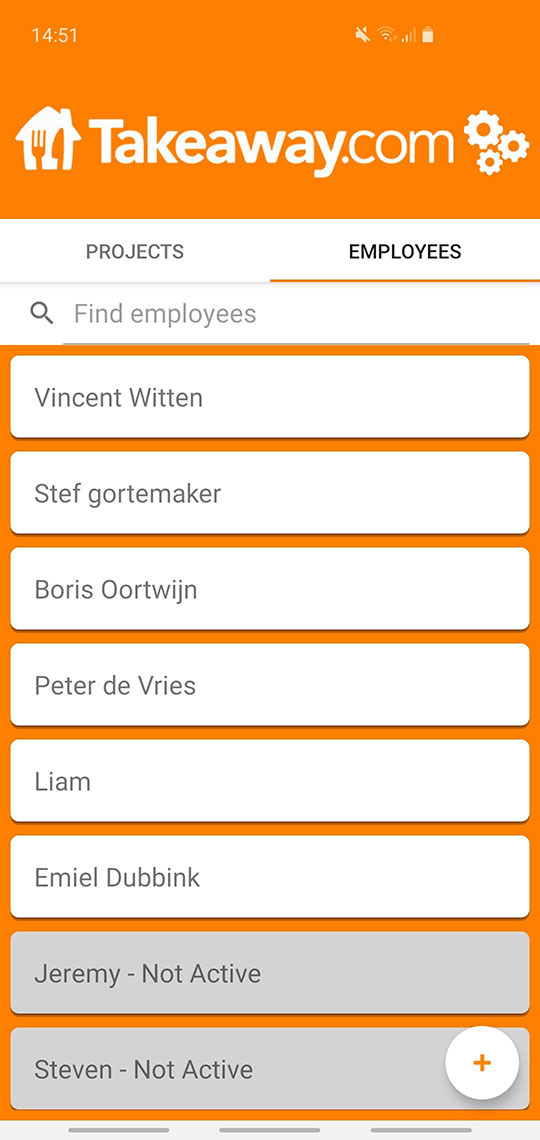 14:51
Takeaway.com
PROJECTS
EMPLOYEES
Find employees
Vincent Witten
Stef gortemaker
Boris Oortwijn
Peter de Vries
Liam
Emiel Dubbink
Jeremy - Not Active
Steven - Not Active
+